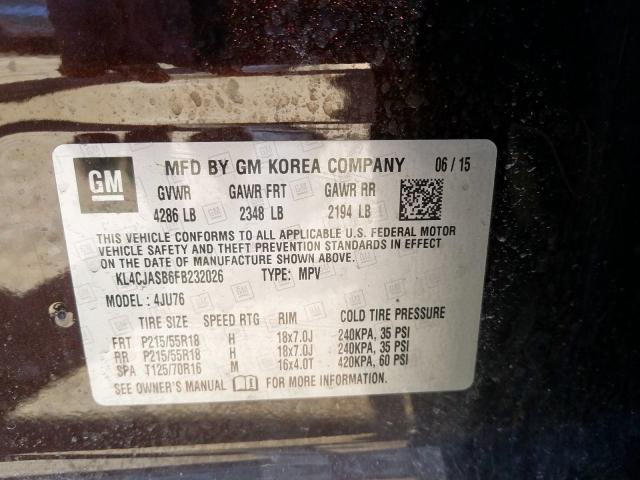 GM
MFD BY GM KOREA COMPANY 06 / 15
GVWR GAWR FRT GAWR RR
4286 LB 2348 LB 2194 LB
THIS VEHICLE CONFORMS TO ALL APPLICABLE U.S. FEDERAL MOTOR
VEHICLE SAFETY AND THEFT PREVENTION STANDARDS IN EFFECT
ON THE DATE OF MANUFACTURE SHOWN ABOVE.
KL4CJASB6FB232026 TYPE: MPV
MODEL : 4JU76
TIRE SIZE SPEED RTG RIM COLD TIRE PRESSURE
FRT P215/55R18 H 18x7.0J 240KPA, 35 PSI
RR P215/55R18 H 18x7.0J 240KPA, 35 PSI
SPA T125/70R16 M 16x4.0T 420KPA, 60 PSI
SEE OWNER'S MANUAL FOR MORE INFORMATION.